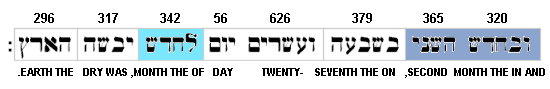 296 317 342 56 626 379 365 320
ובחדש השני בשבעה ועשרים יום לחדש יבשה הארץ :
.EARTH THE DRY WAS ,MONTH THE OF DAY TWENTY- SEVENTH THE ON ,SECOND MONTH THE IN AND